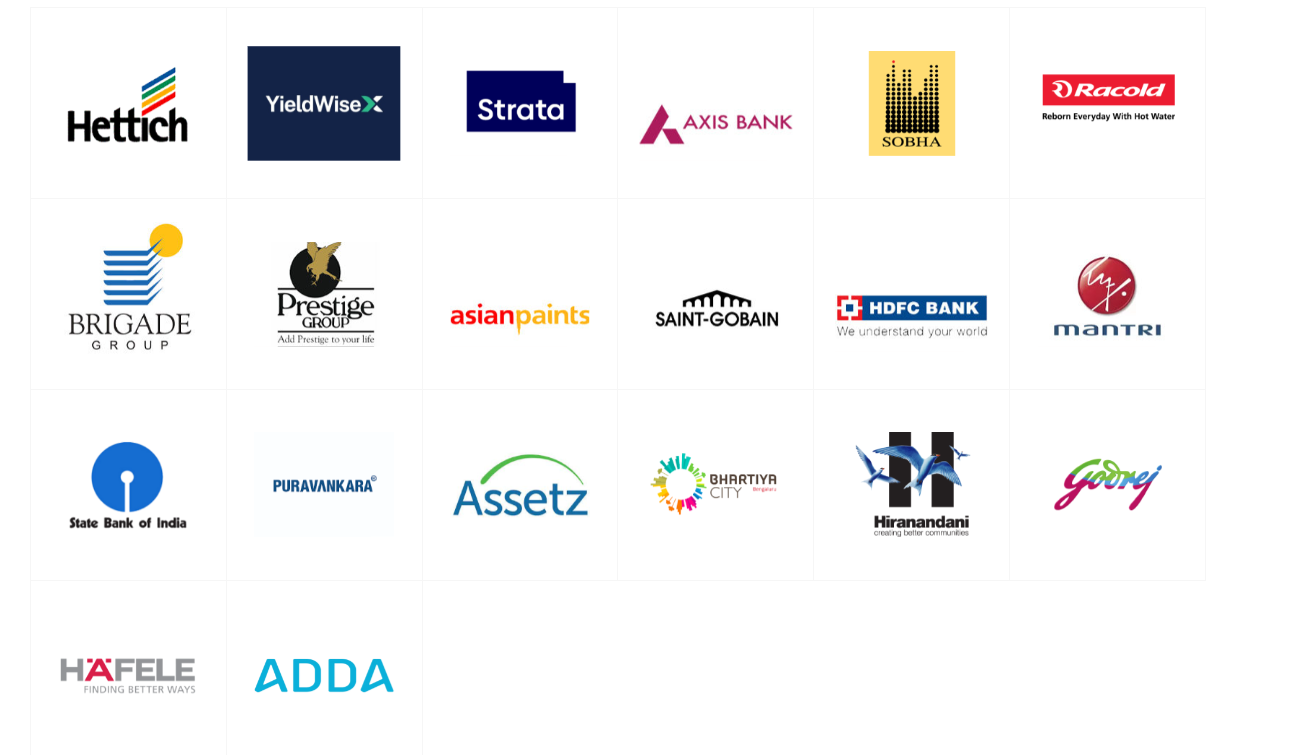 Hettich
YieldWiseX
Strata
AXIS BANK
SOBHA
Racold
Reborn Everyday With Hot Water
BRIGADE
GROUP
Prestige
GROUP
Add Prestige to your life
asianpaints
SAINT-GOBAIN
HDFC BANK
We understand your world
mantri
State Bank of India
PURAVANKARA®
Assetz
BHARTIYA
CITY
Bengaluru
Hiranandani
creating better communities
Godrej
HÄFELE
FINDING BETTER WAYS
ADDA